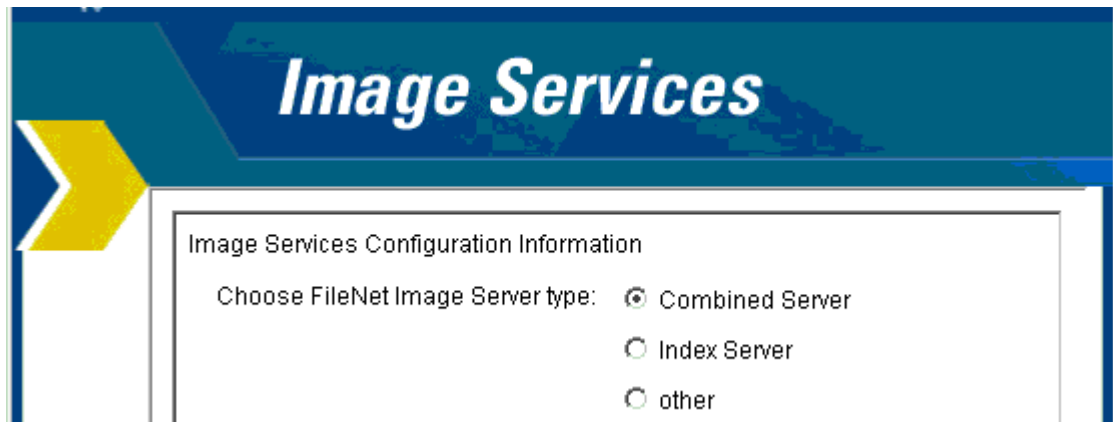 Image Services
Image Services Configuration Information
Choose FileNet Image Server type: Combined Server
Index Server
other